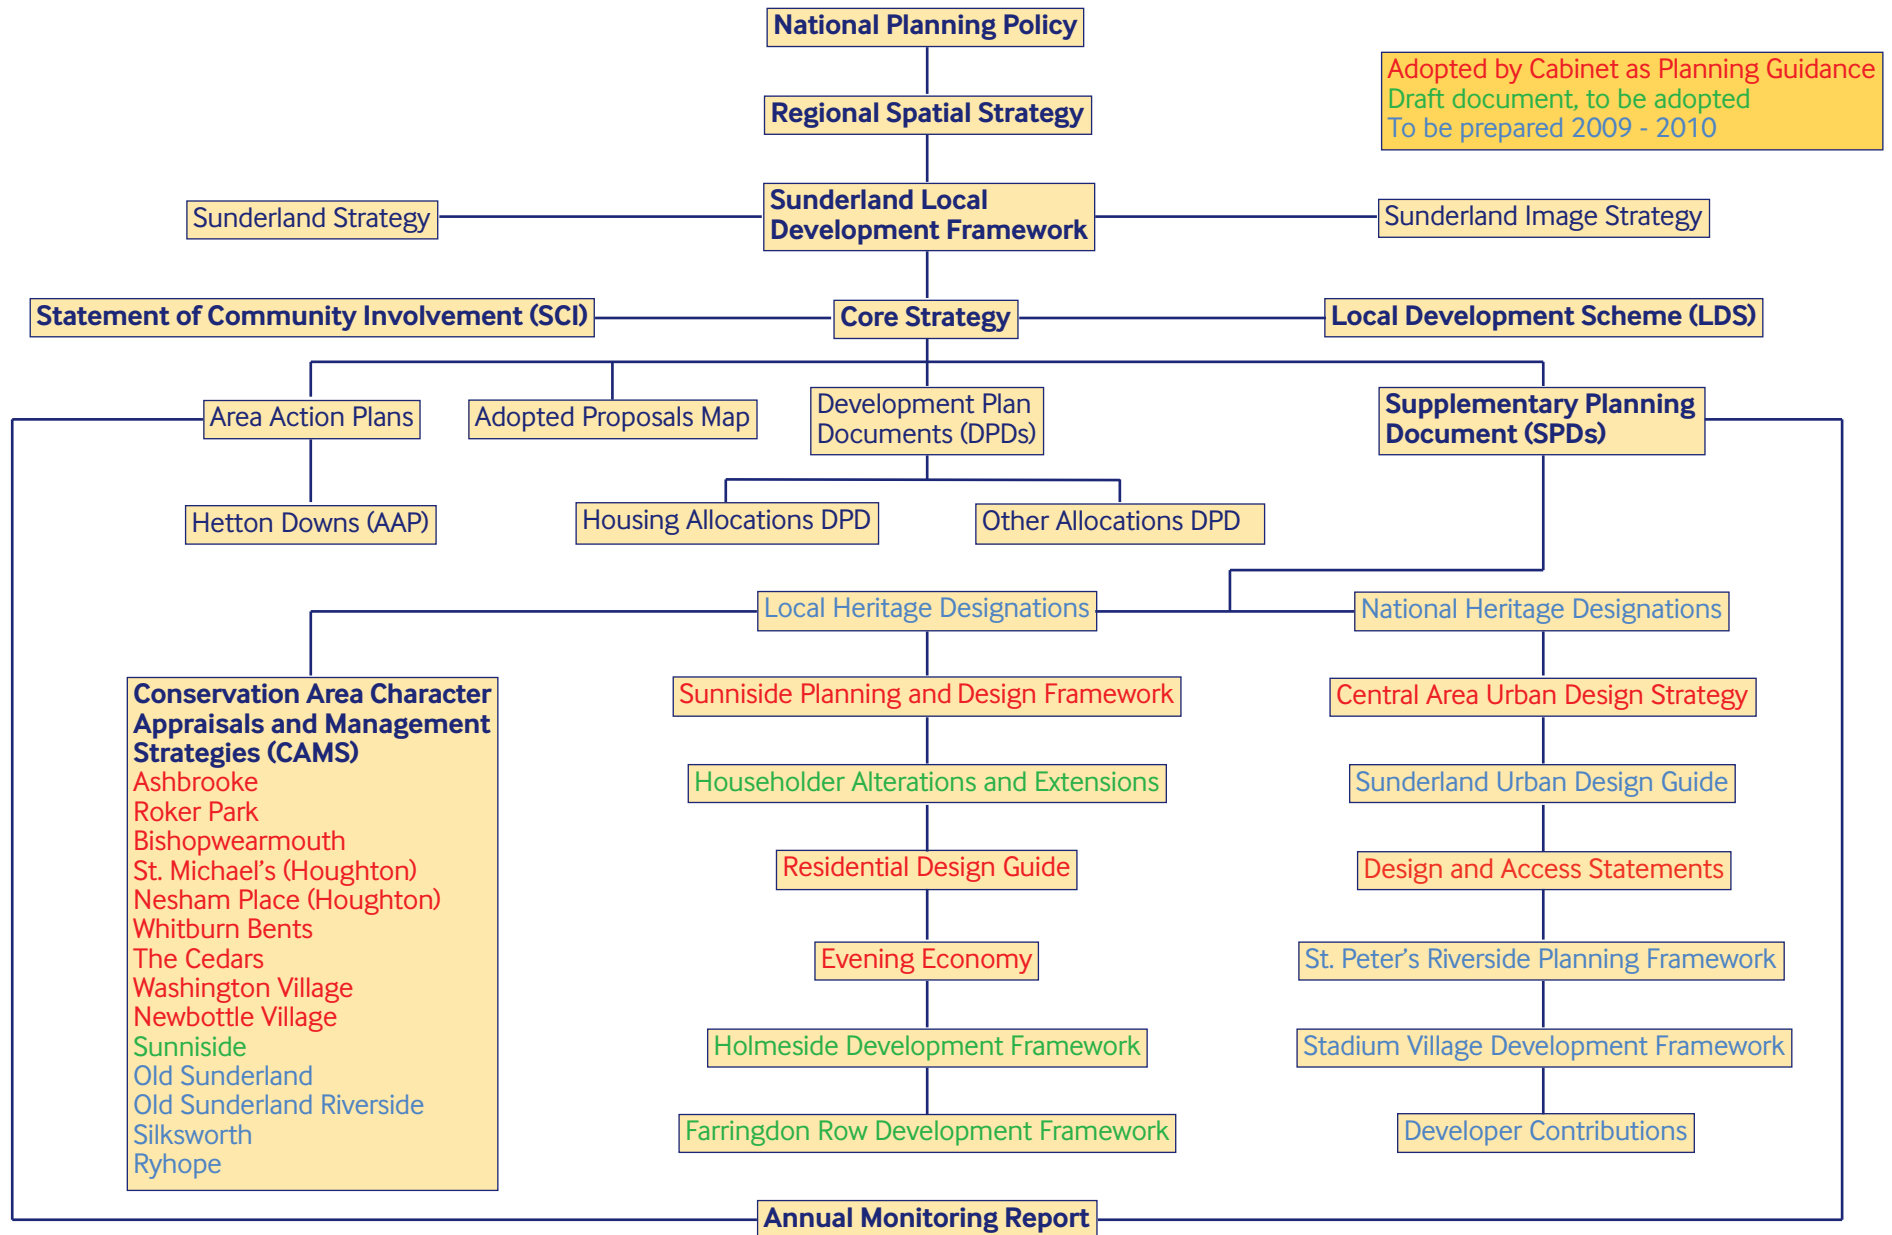 National Planning Policy
Adopted by Cabinet as Planning Guidance
Draft document, to be adopted
To be prepared 2009 - 2010
Regional Spatial Strategy
Sunderland Strategy
Sunderland Local
Development Framework
Sunderland Image Strategy
Statement of Community Involvement (SCI)
Core Strategy
Local Development Scheme (LDS)
Area Action Plans
Adopted Proposals Map
Development Plan
Documents (DPDs)
Supplementary Planning
Document (SPDs)
Hetton Downs (AAP)
Housing Allocations DPD
Other Allocations DPD
Local Heritage Designations
National Heritage Designations
Conservation Area Character
Appraisals and Management
Strategies (CAMS)
Ashbrooke
Roker Park
Bishopwearmouth
St. Michael's (Houghton)
Nesham Place (Houghton)
Whitburn Bents
The Cedars
Washington Village
Newbottle Village
Sunniside
Old Sunderland
Old Sunderland Riverside
Silksworth
Ryhope
Sunniside Planning and Design Framework
Householder Alterations and Extensions
Residential Design Guide
Evening Economy
Holmeside Development Framework
Farringdon Row Development Framework
Central Area Urban Design Strategy
Sunderland Urban Design Guide
Design and Access Statements
St. Peter's Riverside Planning Framework
Stadium Village Development Framework
Developer Contributions
Annual Monitoring Report